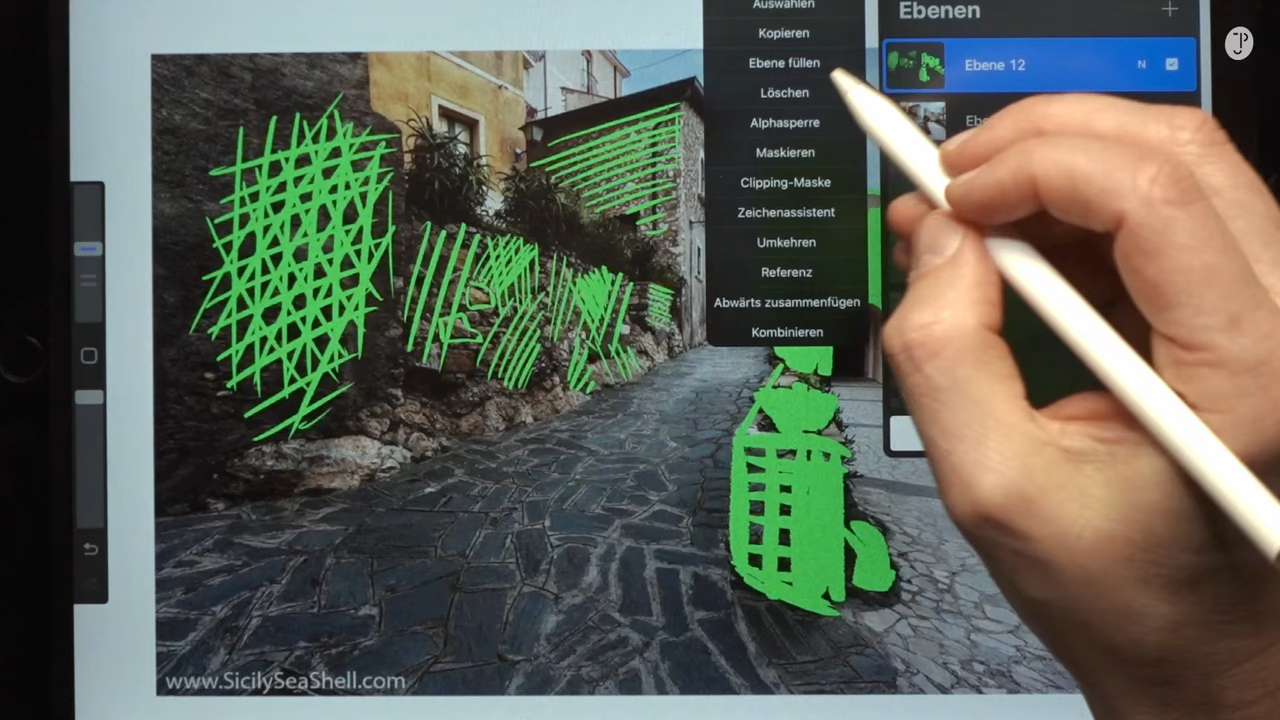 Auswählen
Kopieren
Ebene füllen
Löschen
Alphasperre
Maskieren
Clipping-Maske
Zeichenassistent
Umkehren
Referenz
Abwärts zusammenfügen
Kombinieren
Ebenen
Ebene 12
N
www.SicilySeaShell.com